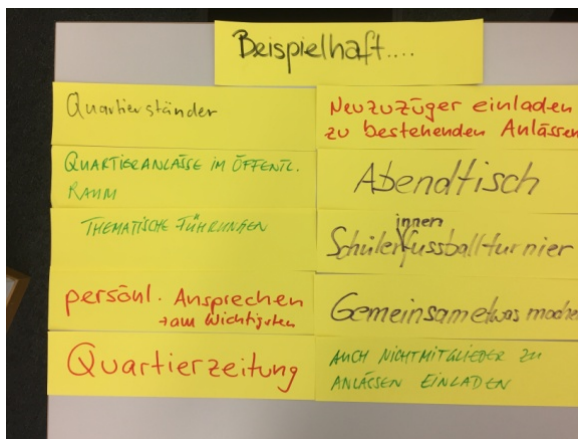 Beispielhaft....
Quartierständer
QUARTIERANLÄSSE IM ÖFFENTL.
RAUM
THEMATISCHE FÜHRUNGEN
persönl. Ansprechen
→ am Wichtigsten
Quartierzeitung
Neuzuzüger einladen
zu bestehenden Anlässen
Abendtisch
innen
Schülerfussballturnier
Gemeinsam etwas machen
AUCH NICHTMITGLIEDER ZU
ANLÄSSEN EINLADEN